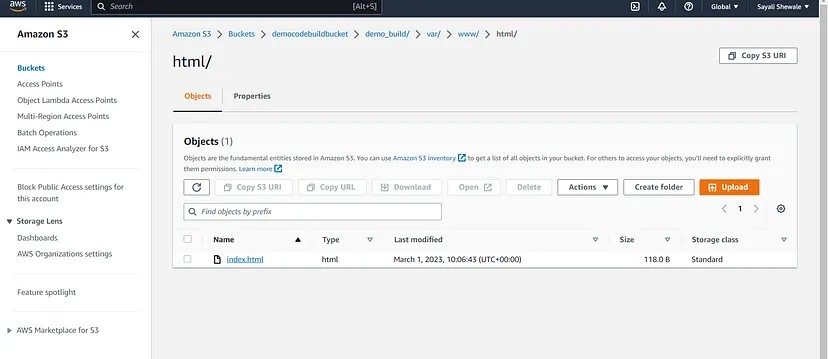 aws Services Search [Alt+S] Global Sayali Shewale
Amazon S3
Buckets
Access Points
Object Lambda Access Points
Multi-Region Access Points
Batch Operations
IAM Access Analyzer for S3
Block Public Access settings for
this account
Storage Lens
Dashboards
AWS Organizations settings
Feature spotlight
AWS Marketplace for S3
Amazon S3 > Buckets > democodebuildbucket > demo_build/ > var/ > www/ > html/
html/
Copy S3 URI
Objects Properties
Objects (1)
Objects are the fundamental entities stored in Amazon S3. You can use Amazon S3 inventory to get a list of all objects in your bucket. For others to access your objects, you'll need to explicitly grant
them permissions. Learn more
Copy S3 URI Copy URL Download Open Delete Actions Create folder Upload
Find objects by prefix
1
Name Type Last modified Size Storage class
index.html html March 1, 2023, 10:06:43 (UTC+00:00) 118.0 B Standard